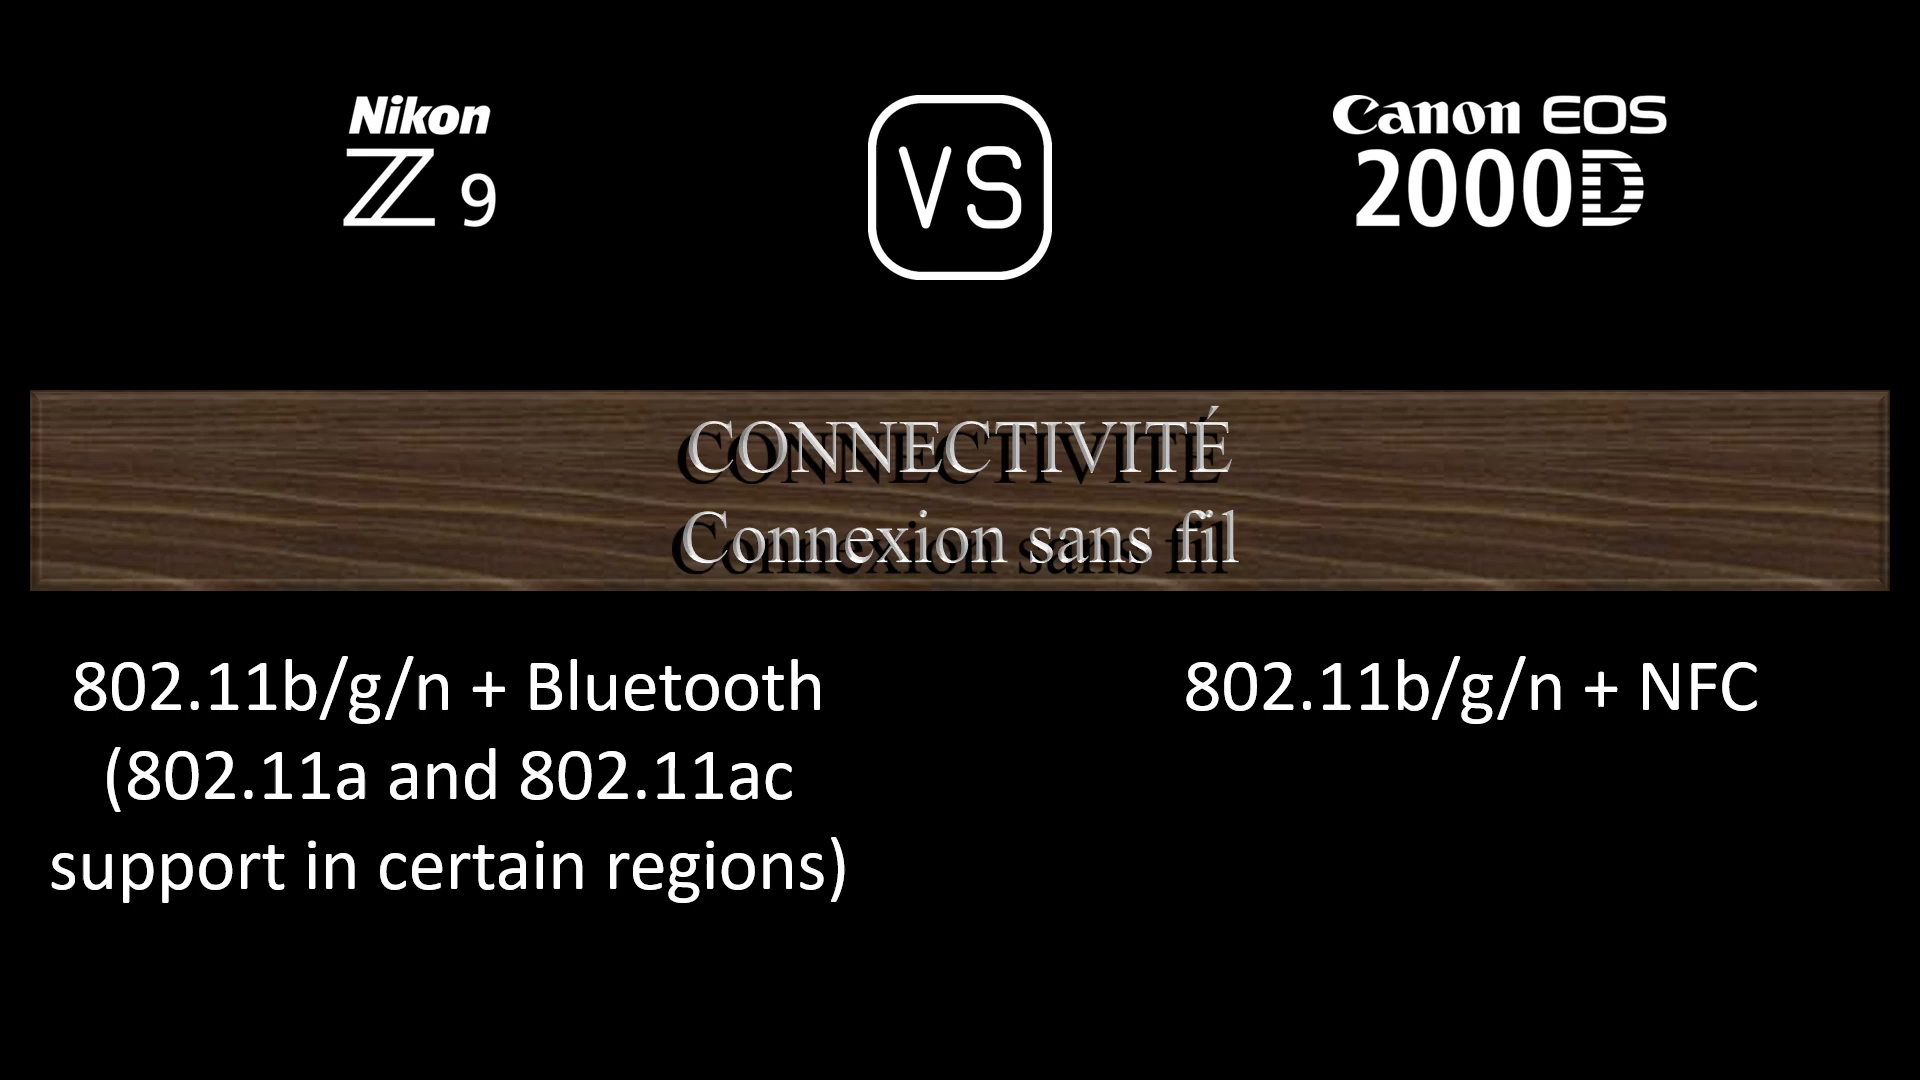 Nikon
Z 9
VS
Canon EOS
2000D
CONNECTIVITÉ
Connexion sans fil
802.11b/g/n + Bluetooth
(802.11a and 802.11ac
support in certain regions)
802.11b/g/n + NFC